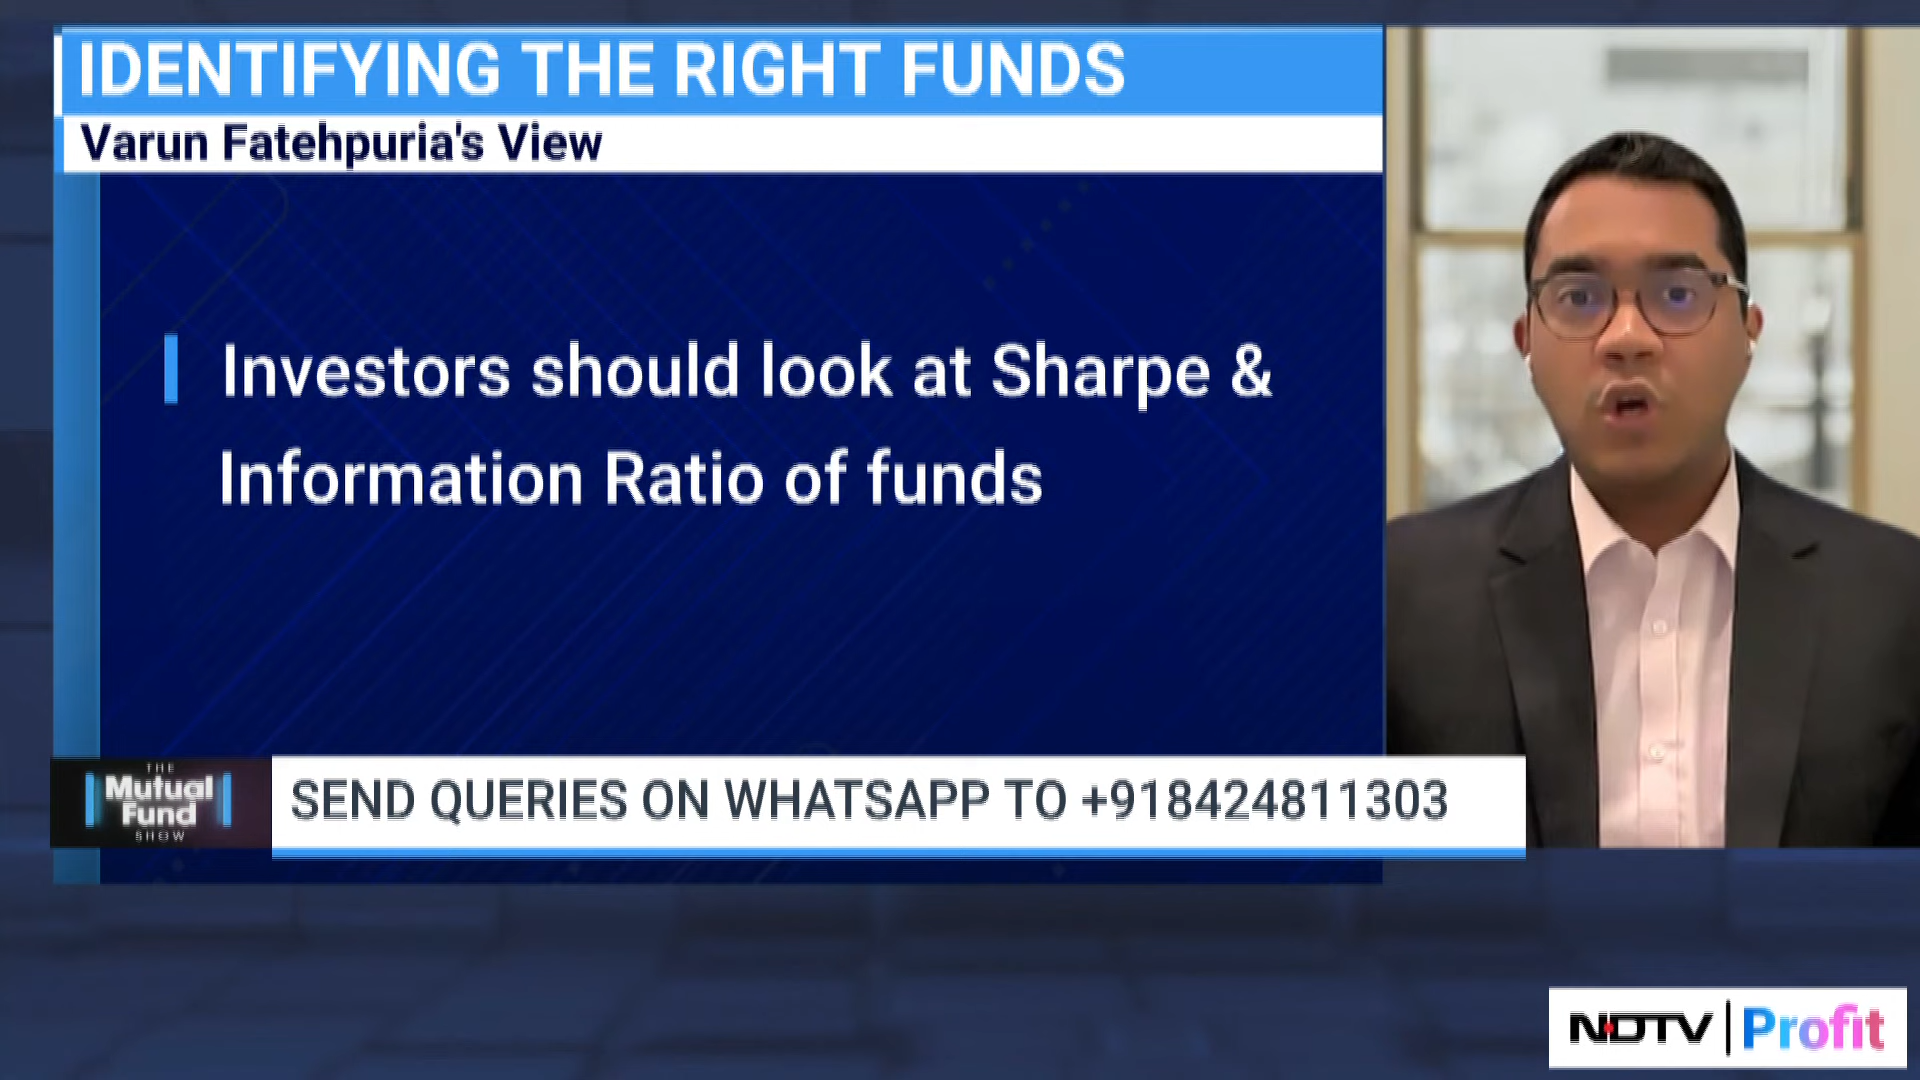 IDENTIFYING THE RIGHT FUNDS
Varun Fatehpuria's View
Investors should look at Sharpe &
Information Ratio of funds
THE
Mutual
Fund
SHOW
SEND QUERIES ON WHATSAPP TO +918424811303
NDTV | Profit